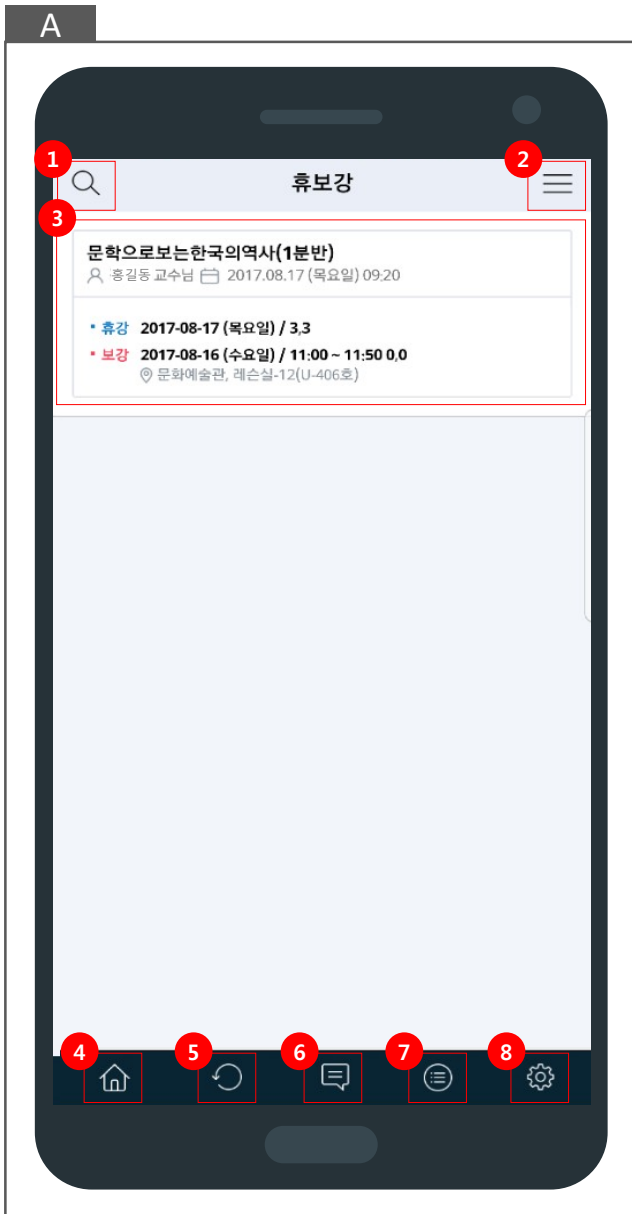 A
1
2
휴보강
3
문학으로보는한국의역사(1분반)
홍길동 교수님 2017.08.17 (목요일) 09:20
휴강 2017-08-17 (목요일) / 3,3
보강 2017-08-16 (수요일) / 11:00 ~ 11:50 0,0
문화예술관, 레슨실-12(U-406호)
4 5 6 7 8